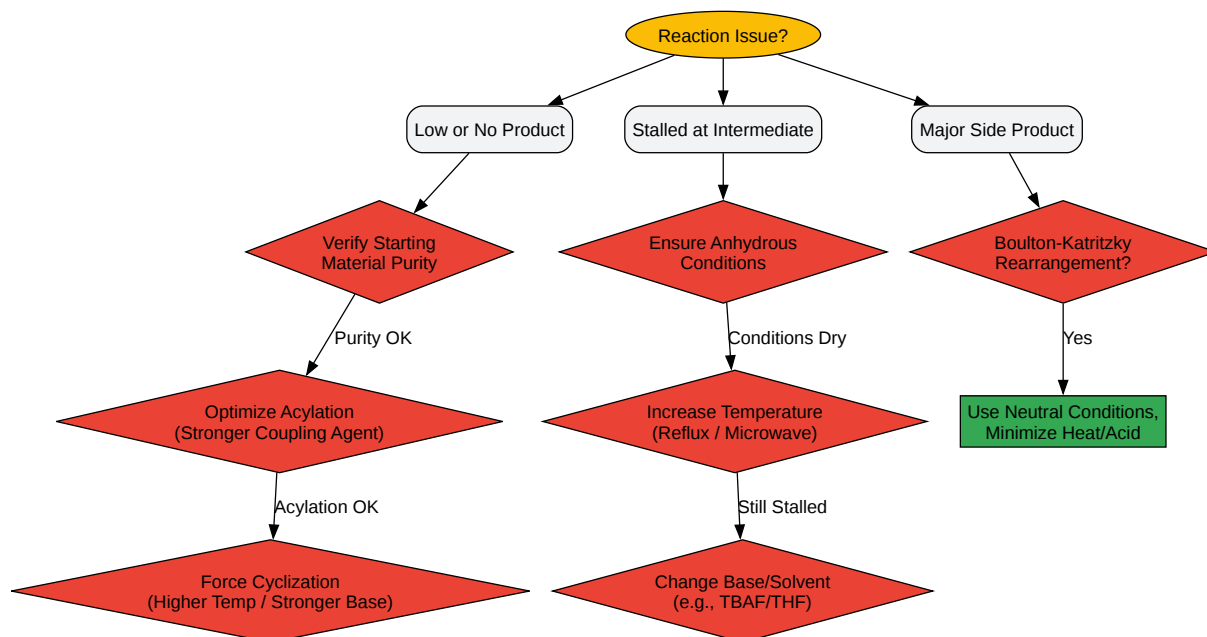 Reaction Issue?
Low or No Product
Stalled at Intermediate
Major Side Product
Verify Starting
Material Purity
Ensure Anhydrous
Conditions
Boulton-Katritzky
Rearrangement?
Purity OK
Conditions Dry
Yes
Optimize Acylation
(Stronger Coupling Agent)
Increase Temperature
(Reflux / Microwave)
Use Neutral Conditions,
Minimize Heat/Acid
Acylation OK
Still Stalled
Force Cyclization
(Higher Temp / Stronger Base)
Change Base/Solvent
(e.g., TBAF/THF)